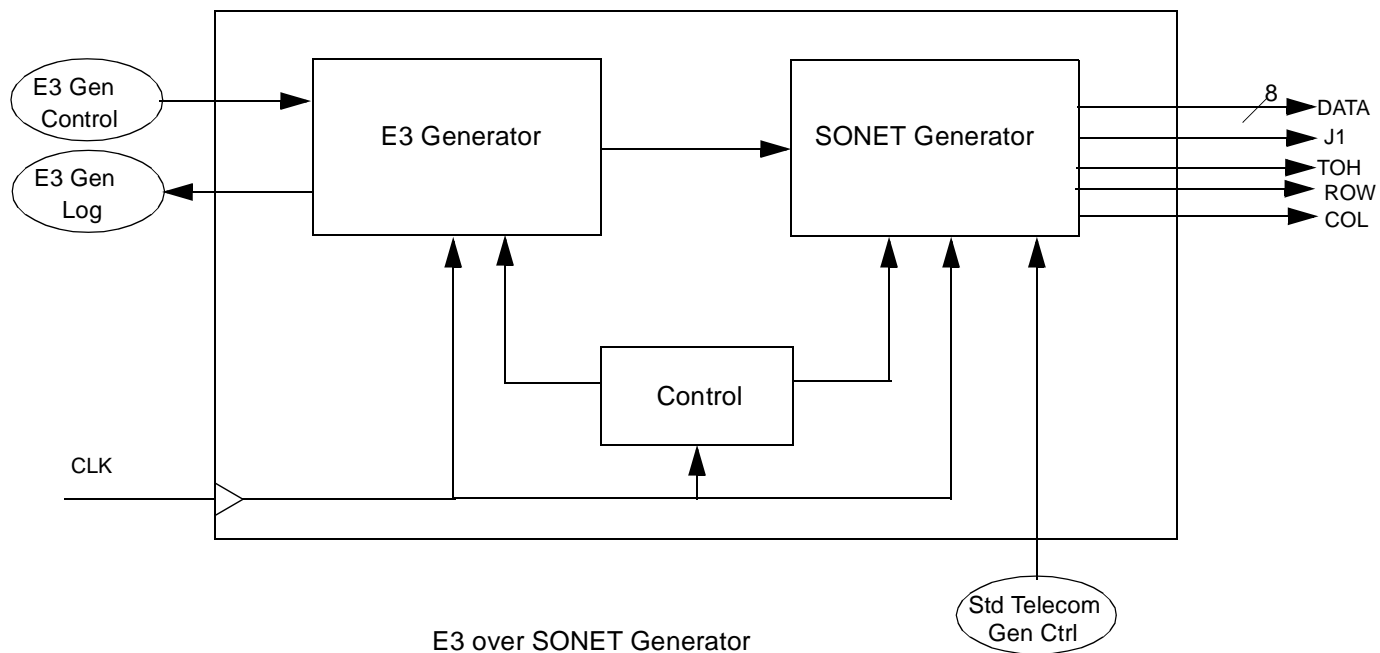 E3 Gen
Control
E3 Gen
Log
E3 Generator
SONET Generator
8
DATA
J1
TOH
ROW
COL
Control
CLK
Std Telecom
Gen Ctrl
E3 over SONET Generator